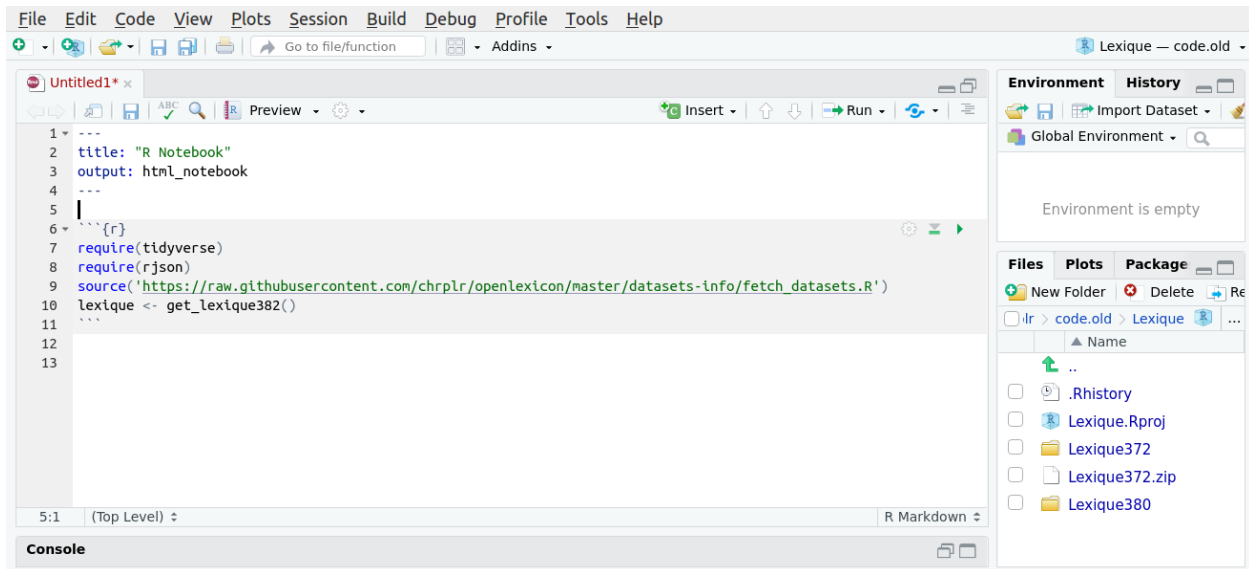 File Edit Code View Plots Session Build Debug Profile Tools Help
Go to file/function Addins Lexique — code.old
Untitled1*
ABC Preview Insert Run
1 ---
2 title: "R Notebook"
3 output: html_notebook
4 ---
5
6 ```{r}
7 require(tidyverse)
8 require(rjson)
9 source('https://raw.githubusercontent.com/chrplr/openlexicon/master/datasets-info/fetch_datasets.R')
10 lexique <- get_lexique382()
11 ```
12
13
5:1 (Top Level) R Markdown
Console
Environment History
Import Dataset
Global Environment
Environment is empty
Files Plots Package
New Folder Delete Re
lr > code.old > Lexique ...
Name
..
.Rhistory
Lexique.Rproj
Lexique372
Lexique372.zip
Lexique380